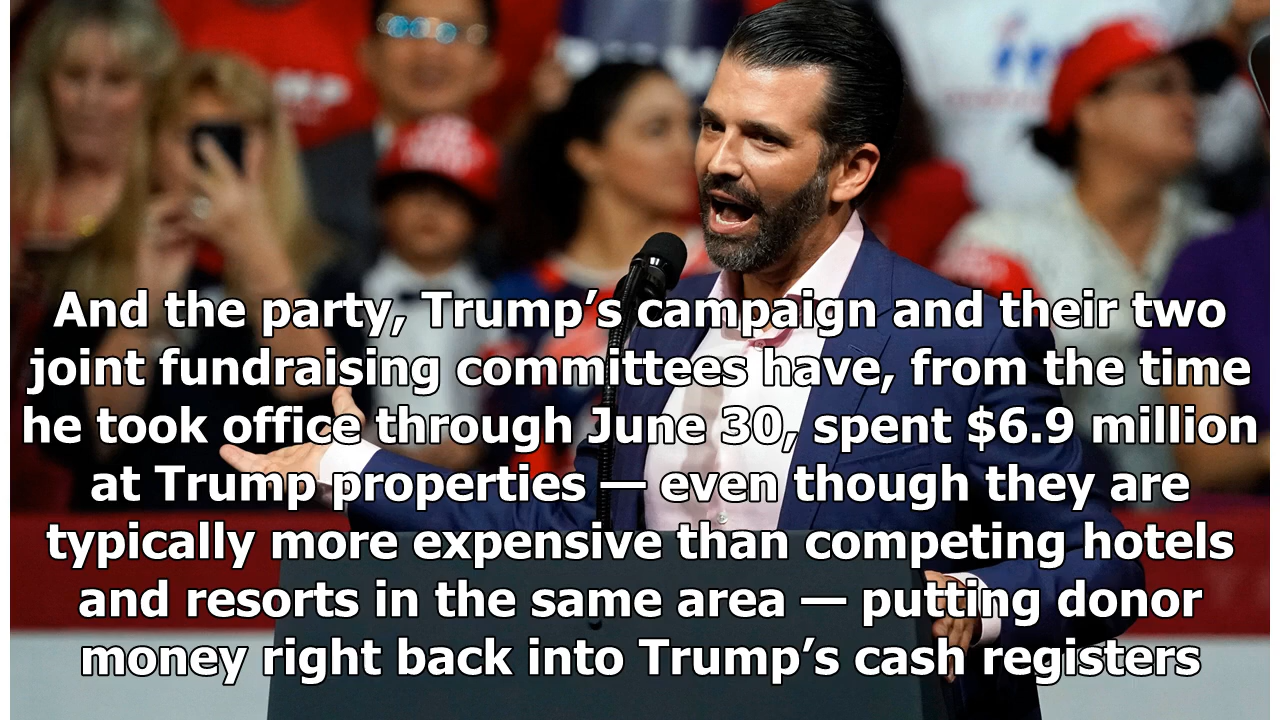 And the party, Trump’s campaign and their two
joint fundraising committees have, from the time
he took office through June 30, spent $6.9 million
at Trump properties — even though they are
typically more expensive than competing hotels
and resorts in the same area — putting donor
money right back into Trump’s cash registers